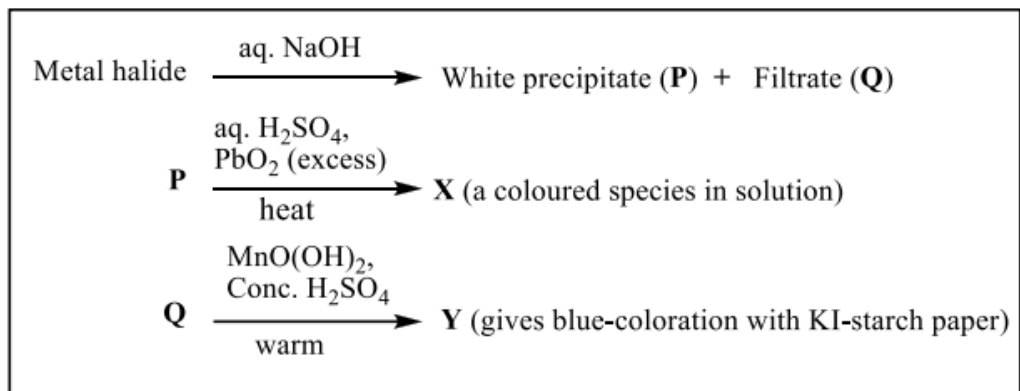 aq. NaOH
Metal halide White precipitate (P) + Filtrate (Q)
aq. H₂SO₄,
PbO₂ (excess)
P X (a coloured species in solution)
heat
MnO(OH)₂,
Conc. H₂SO₄
Q Y (gives blue-coloration with KI-starch paper)
warm